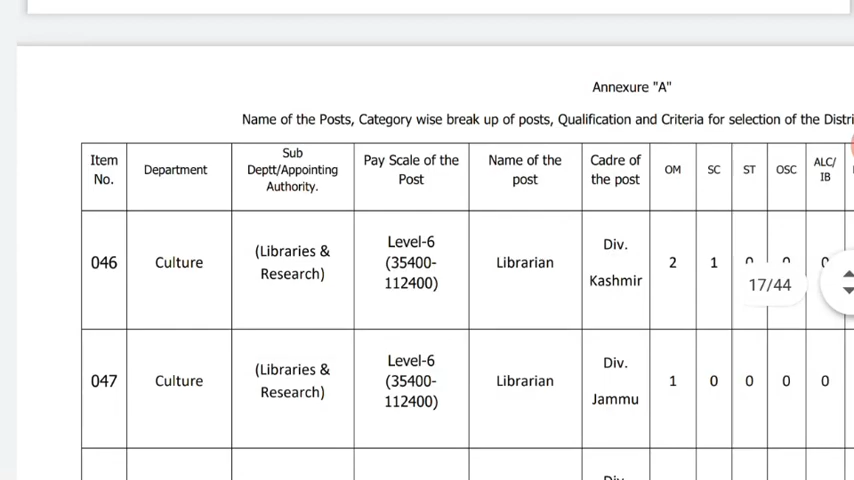 Annexure "A"
Name of the Posts, Category wise break up of posts, Qualification and Criteria for selection of the Distri
Item No. Department Sub Deptt/Appointing Authority. Pay Scale of the Post Name of the post Cadre of the post OM SC ST OSC ALC/ IB
046 Culture (Libraries & Research) Level-6 (35400-112400) Librarian Div. Kashmir 2 1
17/44
047 Culture (Libraries & Research) Level-6 (35400-112400) Librarian Div. Jammu 1 0 0 0 0